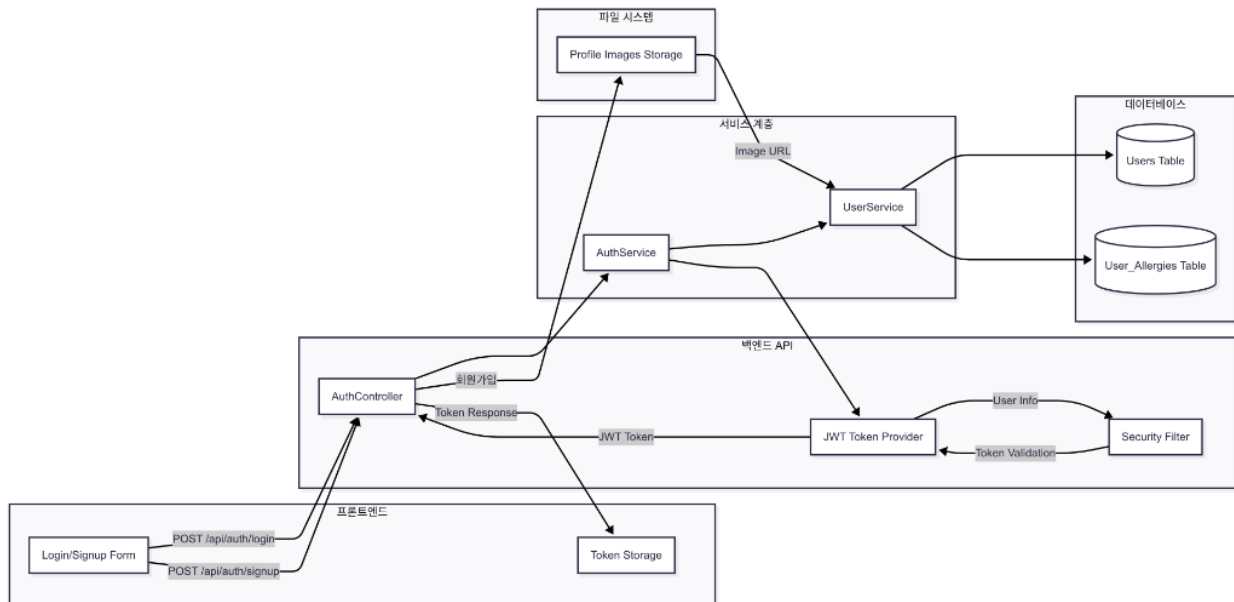 파일 시스템
Profile Images Storage
데이터베이스
서비스 계층
Image URL
Users Table
UserService
AuthService
User_Allergies Table
백엔드 API
회원가입
AuthController
Token Response
User Info
JWT Token
JWT Token Provider
Security Filter
Token Validation
프론트엔드
POST /api/auth/login
Login/Signup Form
Token Storage
POST /api/auth/signup